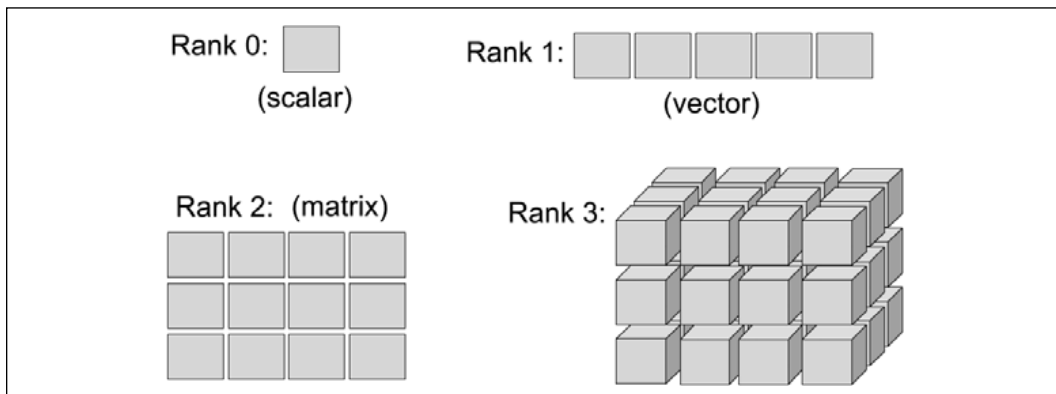 Rank 0:
(scalar)
Rank 1:
(vector)
Rank 2: (matrix)
Rank 3: